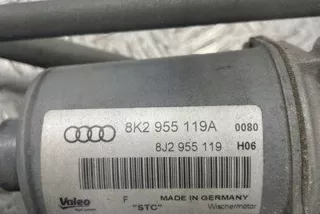 8K2 955 119A 0080
8J2 955 119 H06
Valeo F MADE IN GERMANY
"STC" Wischermotor